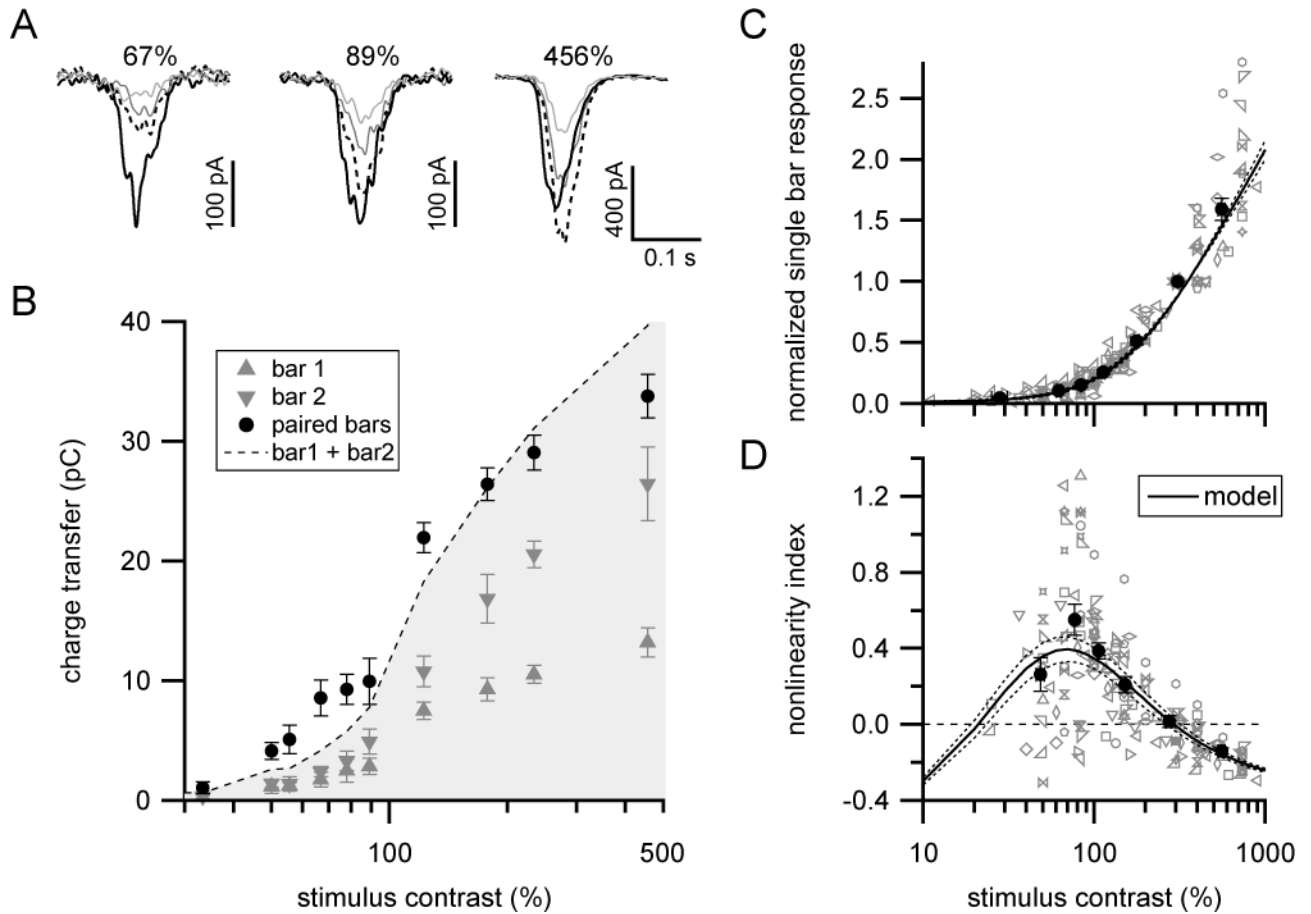 A
67%
89%
456%
100 pA
100 pA
400 pA
0.1 s
B
40
30
20
10
0
charge transfer (pC)
bar 1
bar 2
paired bars
bar1 + bar2
100
500
stimulus contrast (%)
C
2.5
2.0
1.5
1.0
0.5
0.0
normalized single bar response
D
1.2
0.8
0.4
0.0
-0.4
nonlinearity index
model
10
100
1000
stimulus contrast (%)